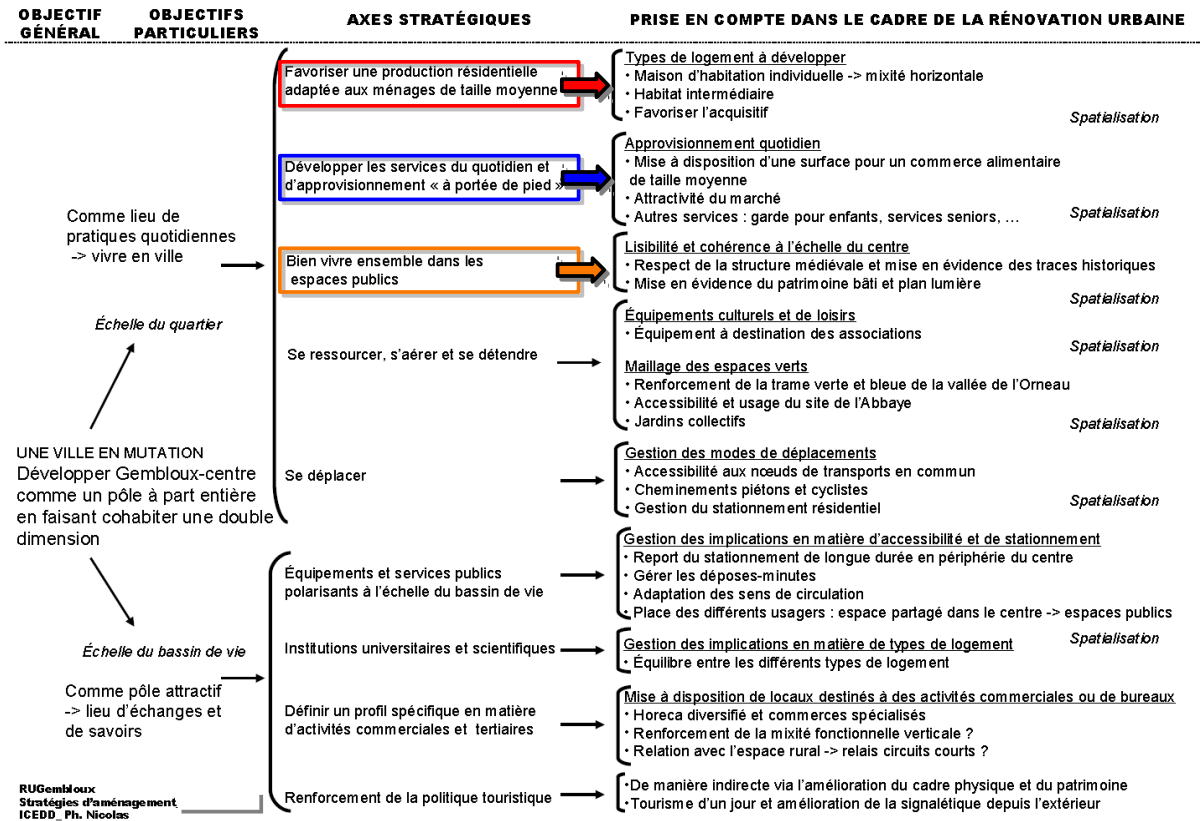 OBJECTIF
GÉNÉRAL
OBJECTIFS
PARTICULIERS
AXES STRATÉGIQUES
PRISE EN COMPTE DANS LE CADRE DE LA RÉNOVATION URBAINE
UNE VILLE EN MUTATION
Développer Gembloux-centre
comme un pôle à part entière
en faisant cohabiter une double
dimension
Comme lieu de
pratiques quotidiennes
-> vivre en ville
Échelle du quartier
Favoriser une production résidentielle
adaptée aux ménages de taille moyenne
Types de logement à développer
• Maison d'habitation individuelle -> mixité horizontale
• Habitat intermédiaire
• Favoriser l'acquisitif
Spatialisation
Développer les services du quotidien et
d'approvisionnement « à portée de pied »
Approvisionnement quotidien
• Mise à disposition d'une surface pour un commerce alimentaire
de taille moyenne
• Attractivité du marché
• Autres services : garde pour enfants, services seniors, …
Spatialisation
Bien vivre ensemble dans les
espaces publics
Lisibilité et cohérence à l'échelle du centre
• Respect de la structure médiévale et mise en évidence des traces historiques
• Mise en évidence du patrimoine bâti et plan lumière
Spatialisation
Se ressourcer, s'aérer et se détendre
Équipements culturels et de loisirs
• Équipement à destination des associations
Spatialisation
Maillage des espaces verts
• Renforcement de la trame verte et bleue de la vallée de l'Orneau
• Accessibilité et usage du site de l'Abbaye
• Jardins collectifs
Spatialisation
Se déplacer
Gestion des modes de déplacements
• Accessibilité aux nœuds de transports en commun
• Cheminements piétons et cyclistes
• Gestion du stationnement résidentiel
Spatialisation
Échelle du bassin de vie
Comme pôle attractif
-> lieu d'échanges et
de savoirs
Équipements et services publics
polarisants à l'échelle du bassin de vie
Gestion des implications en matière d'accessibilité et de stationnement
• Report du stationnement de longue durée en périphérie du centre
• Gérer les déposes-minutes
• Adaptation des sens de circulation
• Place des différents usagers : espace partagé dans le centre -> espaces publics
Spatialisation
Institutions universitaires et scientifiques
Gestion des implications en matière de types de logement
• Équilibre entre les différents types de logement
Définir un profil spécifique en matière
d'activités commerciales et tertiaires
Mise à disposition de locaux destinés à des activités commerciales ou de bureaux
• Horeca diversifié et commerces spécialisés
• Renforcement de la mixité fonctionnelle verticale ?
• Relation avec l'espace rural -> relais circuits courts ?
Renforcement de la politique touristique
•De manière indirecte via l'amélioration du cadre physique et du patrimoine
•Tourisme d'un jour et amélioration de la signalétique depuis l'extérieur
RUGembloux
Stratégies d'aménagement
ICEDD_ Ph. Nicolas